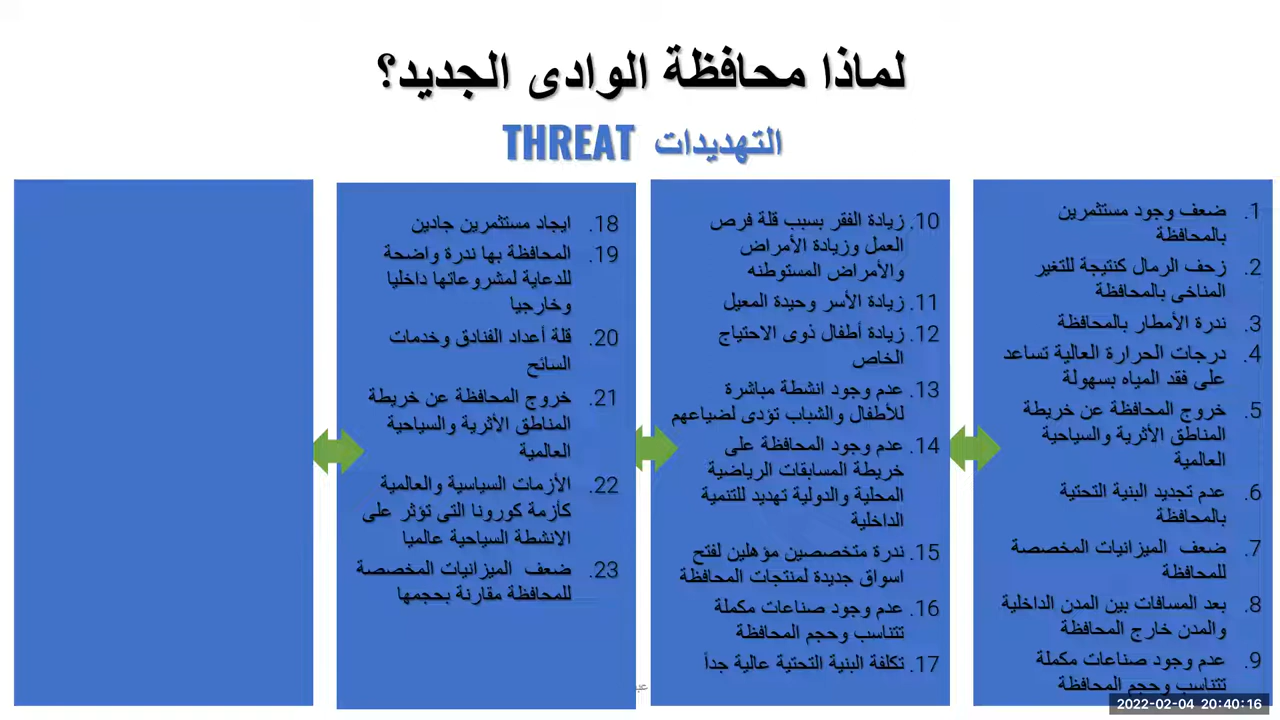 لماذا محافظة الوادى الجديد؟
التهديدات THREAT
1. ضعف وجود مستثمرين
بالمحافظة
2. زحف الرمال كنتيجة للتغير
المناخى بالمحافظة
3. ندرة الأمطار بالمحافظة
4. درجات الحرارة العالية تساعد
على فقد المياه بسهولة
5. خروج المحافظة عن خريطة
المناطق الأثرية والسياحية
العالمية
6. عدم تجديد البنية التحتية
بالمحافظة
7. ضعف الميزانيات المخصصة
للمحافظة
8. بعد المسافات بين المدن الداخلية
والمدن خارج المحافظة
9. عدم وجود صناعات مكملة
تتناسب وحجم المحافظة
10. زيادة الفقر بسبب قلة فرص
العمل وزيادة الأمراض
والأمراض المستوطنه
11. زيادة الأسر وحيدة المعيل
12. زيادة أطفال ذوى الاحتياج
الخاص
13. عدم وجود انشطة مباشرة
للأطفال والشباب تؤدى لضياعهم
14. عدم وجود المحافظة على
خريطة المسابقات الرياضية
المحلية والدولية تهديد للتنمية
الداخلية
15. ندرة متخصصين مؤهلين لفتح
اسواق جديدة لمنتجات المحافظة
16. عدم وجود صناعات مكملة
تتناسب وحجم المحافظة
17. تكلفة البنية التحتية عالية جداً
18. ايجاد مستثمرين جادين
19. المحافظة بها ندرة واضحة
للدعاية لمشروعاتها داخليا
وخارجيا
20. قلة أعداد الفنادق وخدمات
السائح
21. خروج المحافظة عن خريطة
المناطق الأثرية والسياحية
العالمية
22. الأزمات السياسية والعالمية
كأزمة كورونا التى تؤثر على
الانشطة السياحية عالميا
23. ضعف الميزانيات المخصصة
للمحافظة مقارنة بحجمها
2022-02-04 20:40:16